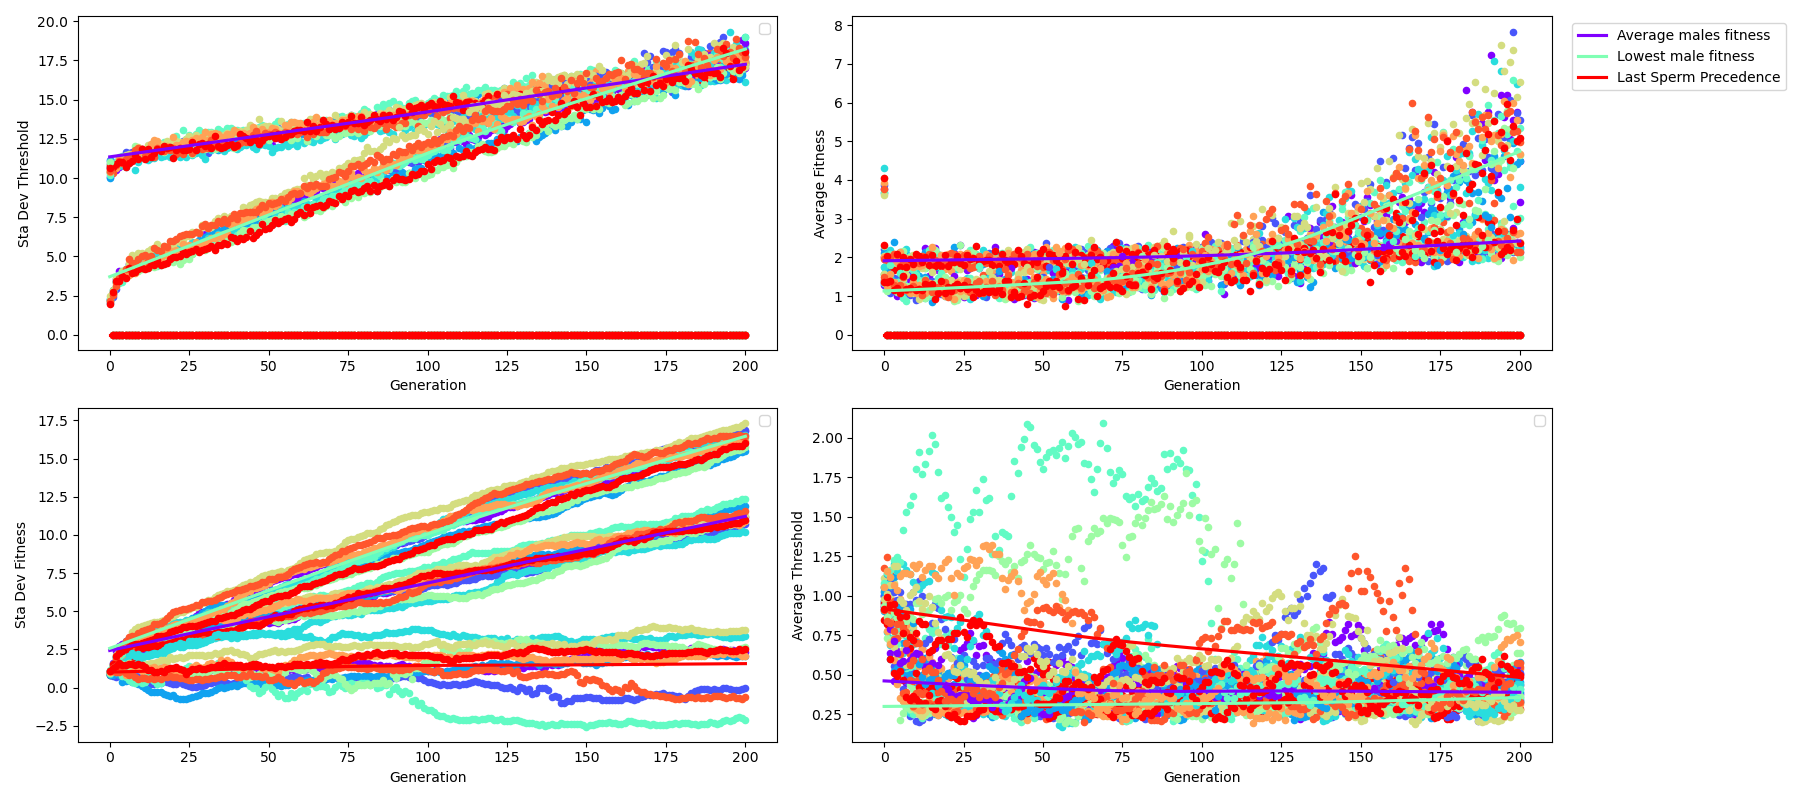 20.0
17.5
15.0
12.5
10.0
7.5
5.0
2.5
0.0
Sta Dev Threshold
0 25 50 75 100 125 150 175 200
Generation
8
7
6
5
4
3
2
1
0
Average Fitness
0 25 50 75 100 125 150 175 200
Generation
Average males fitness
Lowest male fitness
Last Sperm Precedence
17.5
15.0
12.5
10.0
7.5
5.0
2.5
0.0
−2.5
Sta Dev Fitness
0 25 50 75 100 125 150 175 200
Generation
2.00
1.75
1.50
1.25
1.00
0.75
0.50
0.25
Average Threshold
0 25 50 75 100 125 150 175 200
Generation